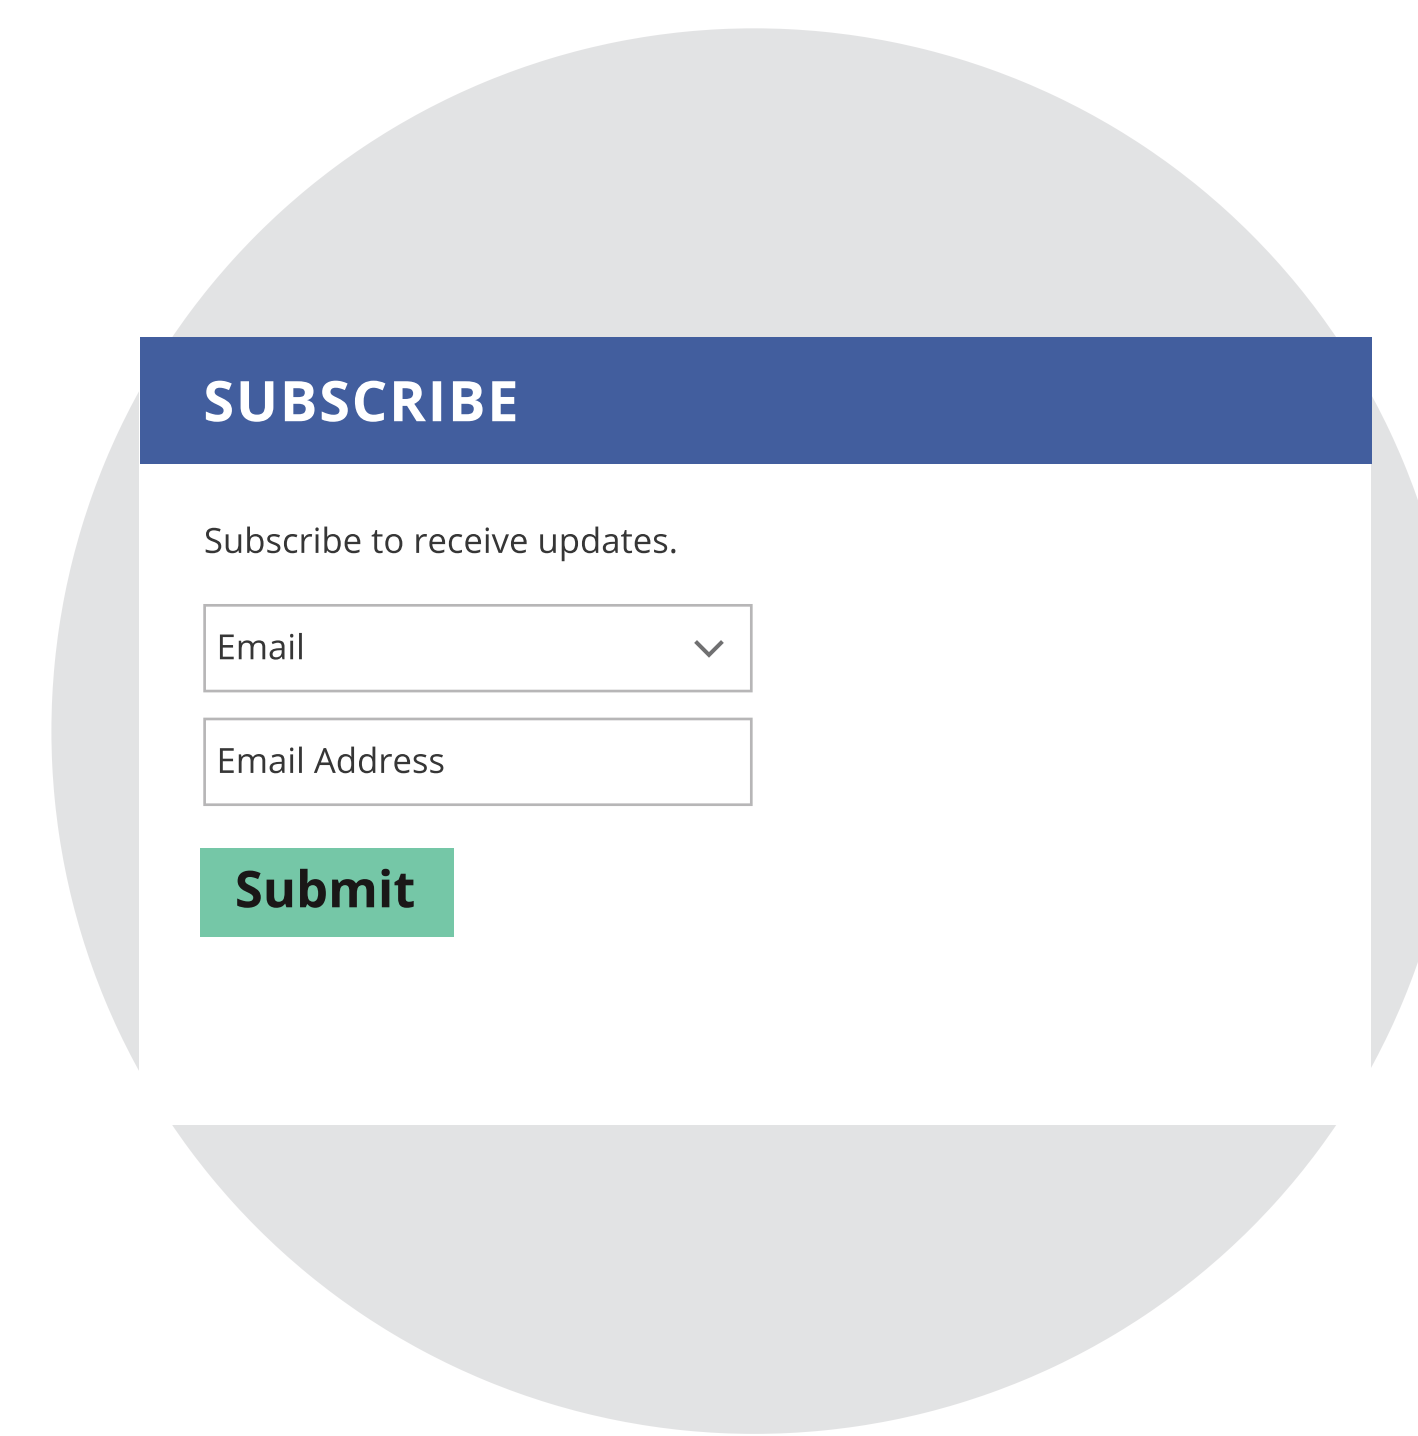 SUBSCRIBE
Subscribe to receive updates.
Email
Email Address
Submit